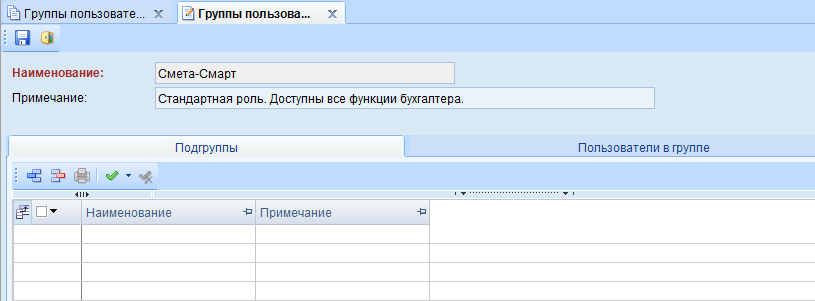 Группы пользовате... Группы пользова...
Наименование: Смета-Смарт
Примечание: Стандартная роль. Доступны все функции бухгалтера.
Подгруппы Пользователи в группе
Наименование Примечание